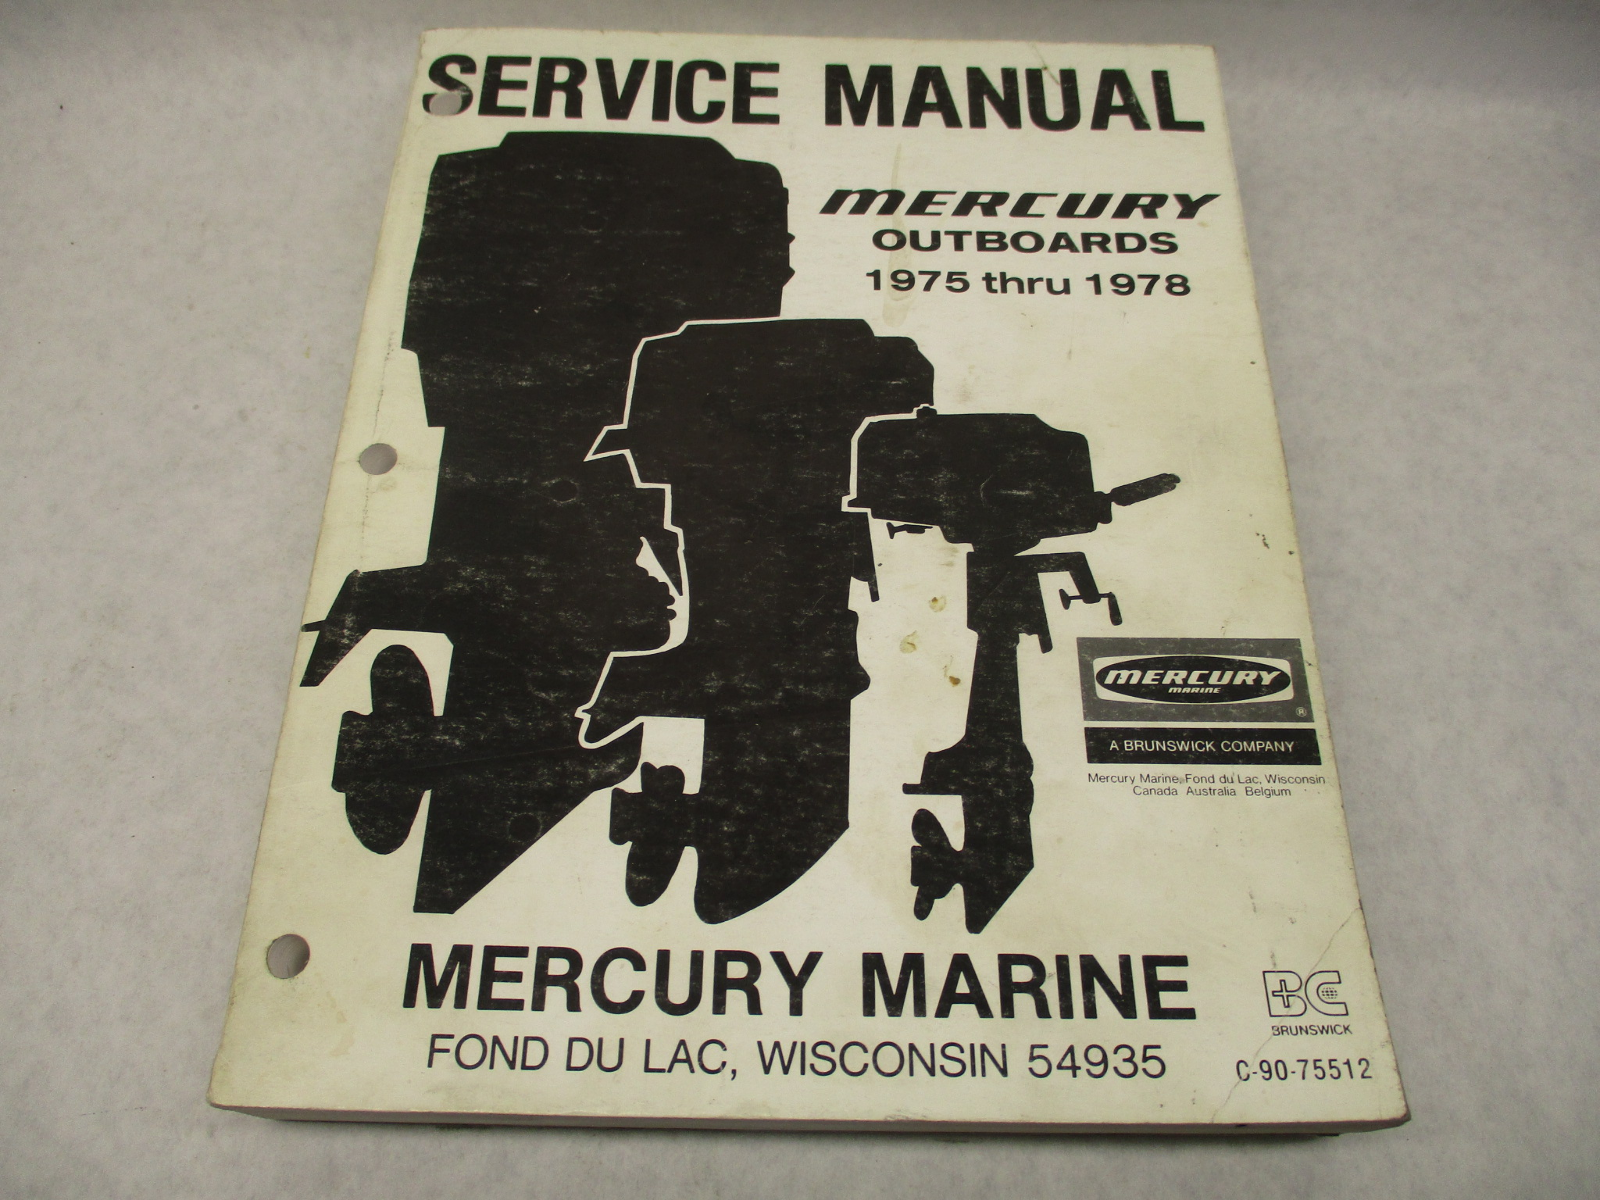 SERVICE MANUAL
MERCURY
OUTBOARDS
1975 thru 1978
MERCURY
MARINE
®
A BRUNSWICK COMPANY
Mercury Marine, Fond du Lac, Wisconsin
Canada Australia Belgium
MERCURY MARINE
FOND DU LAC, WISCONSIN 54935
BC
BRUNSWICK
C-90-75512